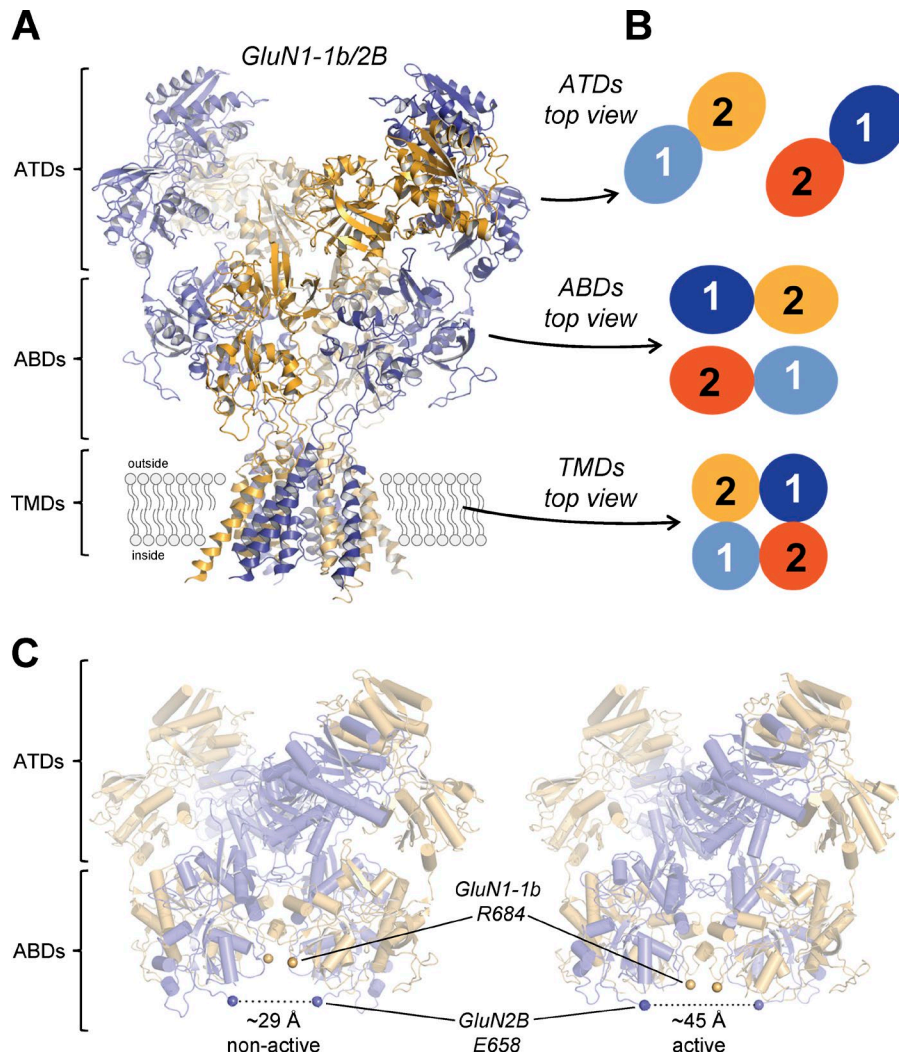 A
B
GluN1-1b/2B
ATDs
top view
2
1
1
2
ATDs
ABDs
top view
1
2
2
1
ABDs
TMDs
top view
2
1
1
2
outside
TMDs
inside
C
ATDs
GluN1-1b
R684
ABDs
~29 Å
non-active
GluN2B
E658
~45 Å
active